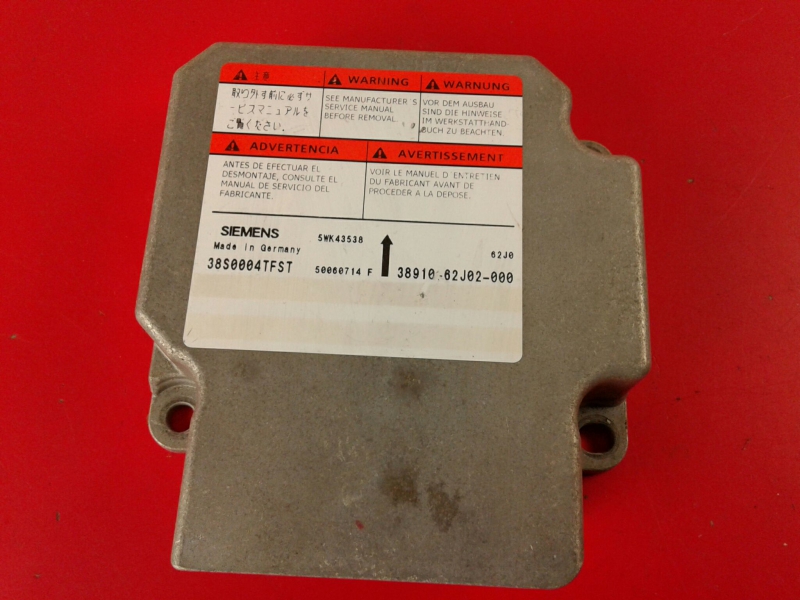 WARNING
WARNUNG
取り外す前に必ずサ
ービスマニュアルを
ご覧ください。
SEE MANUFACTURER'S
SERVICE MANUAL
BEFORE REMOVAL.
VOR DEM AUSBAU
SIND DIE HINWEISE
IM WERKSTATTHAND-
BUCH ZU BEACHTEN.
ADVERTENCIA
AVERTISSEMENT
ANTES DE EFECTUAR EL
DESMONTAJE, CONSULTE EL
MANUAL DE SERVICIO DEL
FABRICANTE.
VOIR LE MANUEL D'ENTRETIEN
DU FABRICANT AVANT DE
PROCEDER A LA DEPOSE.
SIEMENS
5WK43538
62J0
Made in Germany
38S0004TFST
50060714 F
38910-62J02-000